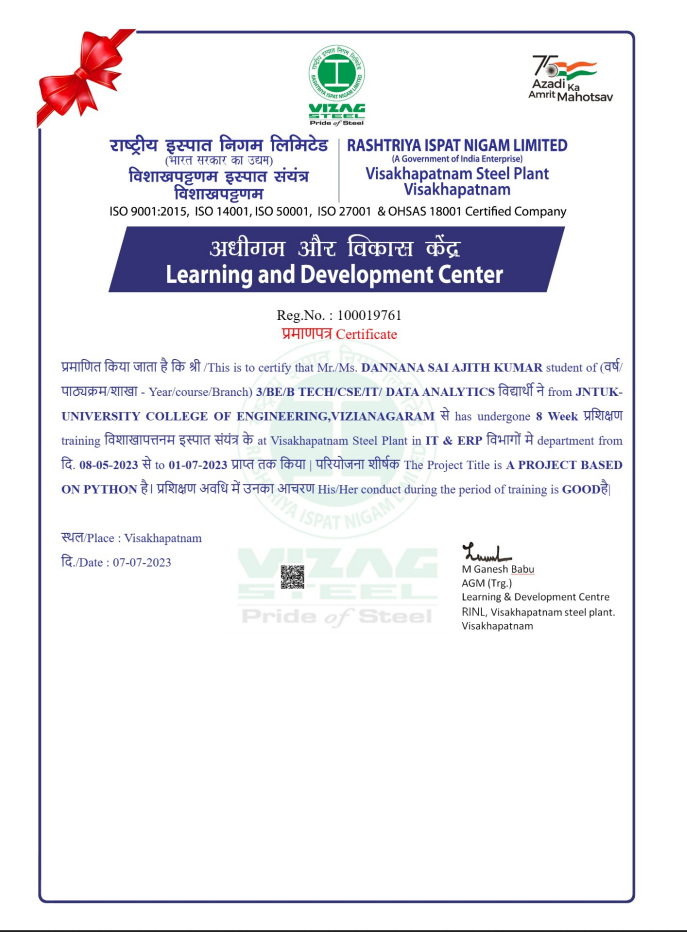 राष्ट्रीय इस्पात निगम लिमिटेड
RASHTRIYA ISPAT NIGAM LIMITED
VIZAG
STEEL
Pride of Steel
75
Azadi Ka
Amrit Mahotsav
राष्ट्रीय इस्पात निगम लिमिटेड
(भारत सरकार का उद्यम)
विशाखपट्टणम इस्पात संयंत्र
विशाखपट्टणम
RASHTRIYA ISPAT NIGAM LIMITED
(A Government of India Enterprise)
Visakhapatnam Steel Plant
Visakhapatnam
ISO 9001:2015, ISO 14001, ISO 50001, ISO 27001 & OHSAS 18001 Certified Company
अधीगम और विकास केंद्र
Learning and Development Center
Reg.No. : 100019761
प्रमाणपत्र Certificate
प्रमाणित किया जाता है कि श्री /This is to certify that Mr./Ms. DANNANA SAI AJITH KUMAR student of (वर्ष/
पाठ्यक्रम/शाखा - Year/course/Branch) 3/BE/B TECH/CSE/IT/ DATA ANALYTICS विद्यार्थी ने from JNTUK-
UNIVERSITY COLLEGE OF ENGINEERING,VIZIANAGARAM से has undergone 8 Week प्रशिक्षण
training विशाखापत्तनम इस्पात संयंत्र के at Visakhapatnam Steel Plant in IT & ERP विभागों मे department from
दि. 08-05-2023 से to 01-07-2023 प्राप्त तक किया | परियोजना शीर्षक The Project Title is A PROJECT BASED
ON PYTHON है। प्रशिक्षण अवधि में उनका आचरण His/Her conduct during the period of training is GOODहै|
स्थल/Place : Visakhapatnam
दि./Date : 07-07-2023
M Ganesh Babu
AGM (Trg.)
Learning & Development Centre
RINL, Visakhapatnam steel plant.
Visakhapatnam
RASHTRIYA ISPAT NIGAM LIMITED
VIZAG
STEEL
Pride of Steel